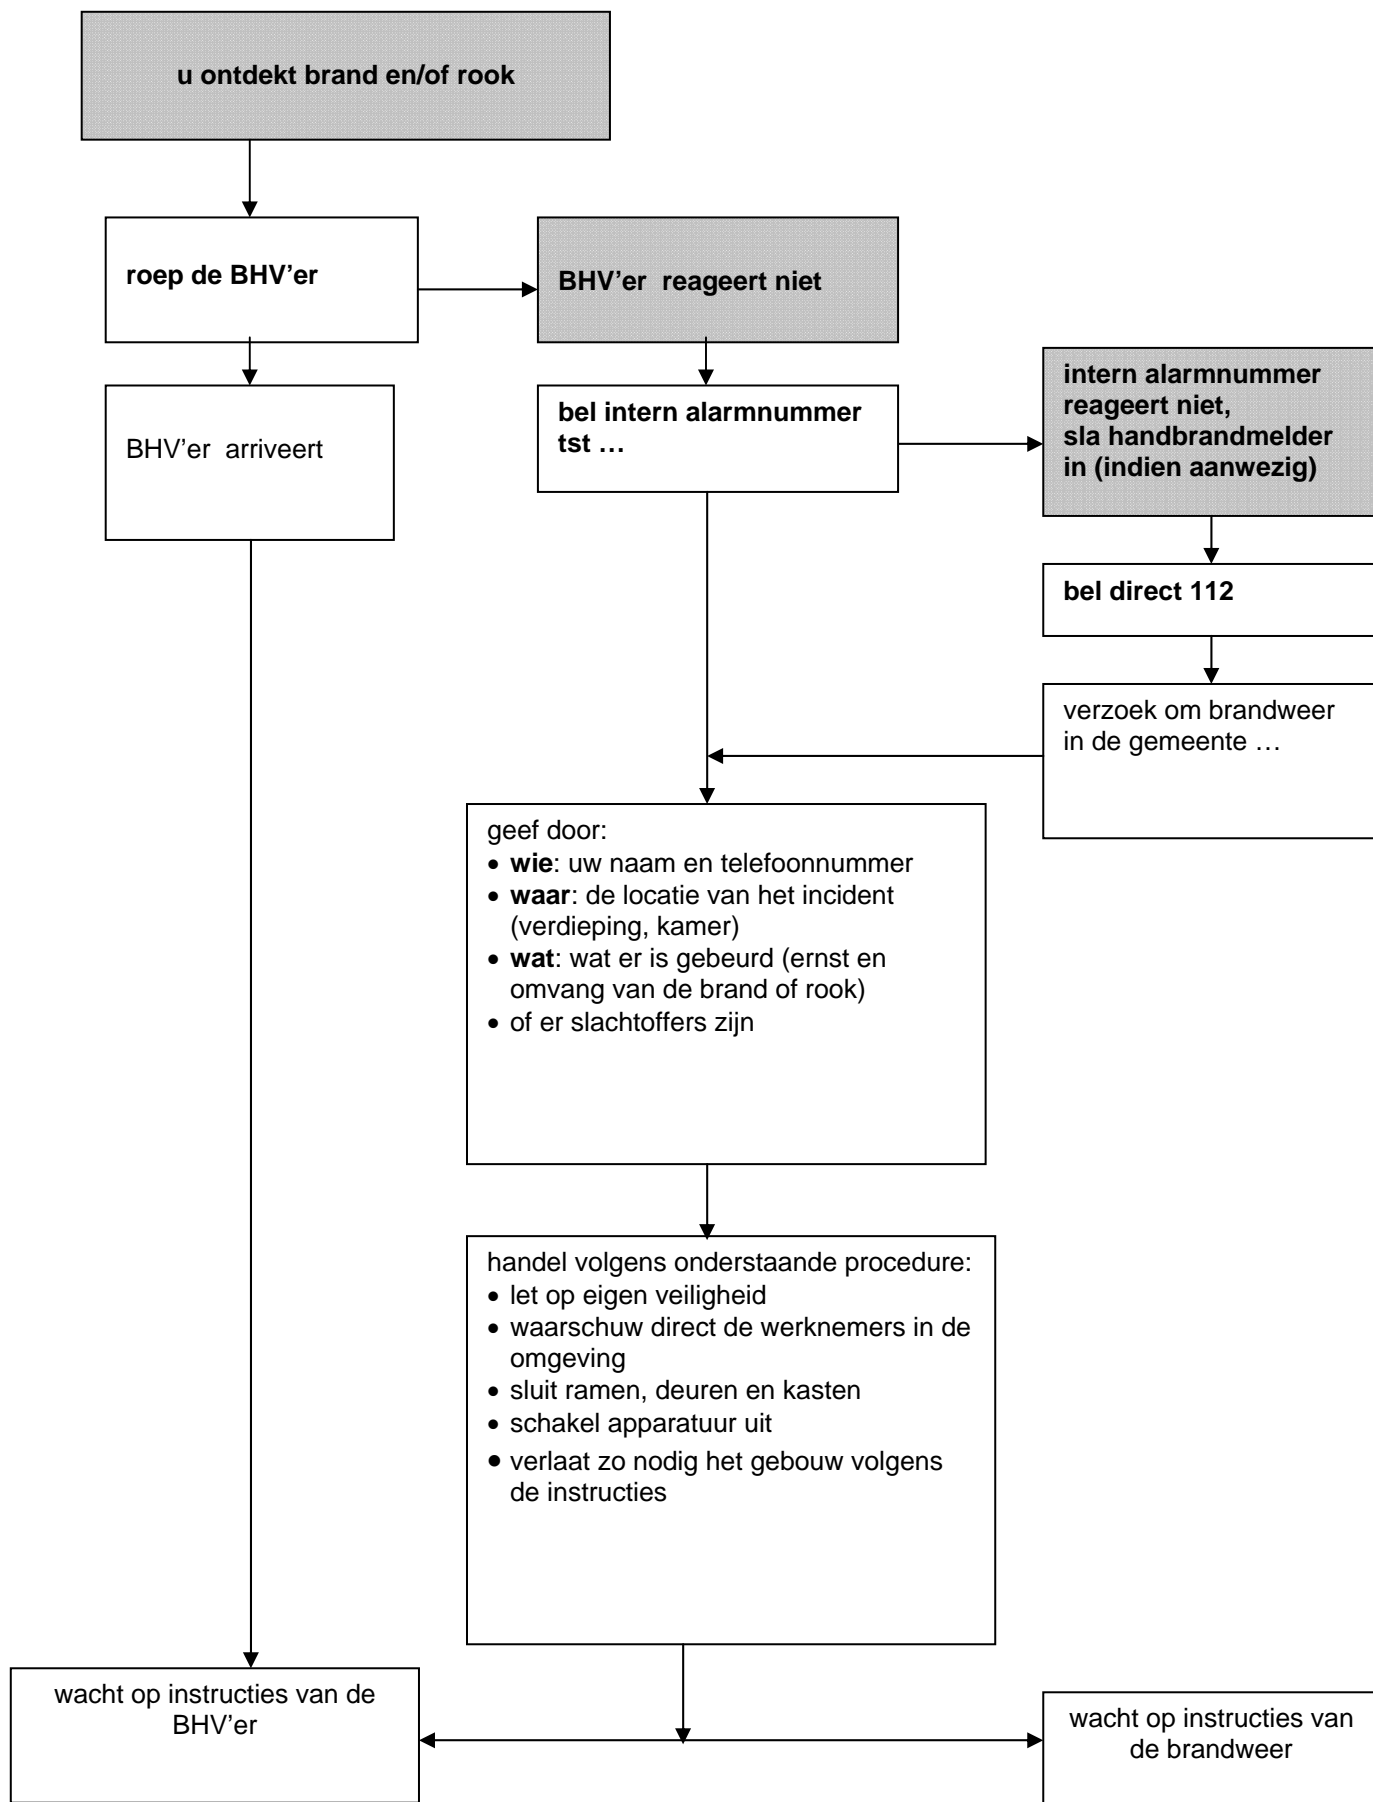 u ontdekt brand en/of rook
roep de BHV’er
BHV’er  reageert niet
BHV’er  arriveert
bel intern alarmnummer
tst …
intern alarmnummer
reageert niet,
sla handbrandmelder
in (indien aanwezig)
bel direct 112
verzoek om brandweer
in de gemeente …
geef door:
• wie: uw naam en telefoonnummer
• waar: de locatie van het incident
(verdieping, kamer)
• wat: wat er is gebeurd (ernst en
omvang van de brand of rook)
• of er slachtoffers zijn
handel volgens onderstaande procedure:
• let op eigen veiligheid
• waarschuw direct de werknemers in de
omgeving
• sluit ramen, deuren en kasten
• schakel apparatuur uit
• verlaat zo nodig het gebouw volgens
de instructies
wacht op instructies van de
BHV’er
wacht op instructies van
de brandweer